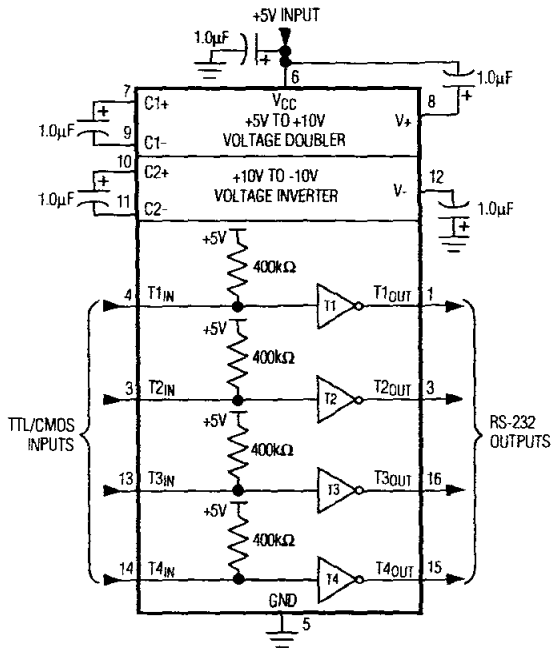 +5V INPUT
1.0µF
+
6
+
1.0µF
7
C1+
VCC
8
+
1.0µF
+5V TO +10V
V+
9
C1–
VOLTAGE DOUBLER
10
C2+
+10V TO -10V
12
+
1.0µF
VOLTAGE INVERTER
V-
11
C2–
1.0µF
+
+5V
400kΩ
4
T1IN
T1
T1OUT
1
+5V
400kΩ
3
T2IN
T2
T2OUT
3
TTL/CMOS
INPUTS
RS-232
OUTPUTS
+5V
400kΩ
13
T3IN
T3
T3OUT
16
+5V
400kΩ
14
T4IN
T4
T4OUT
15
GND
5